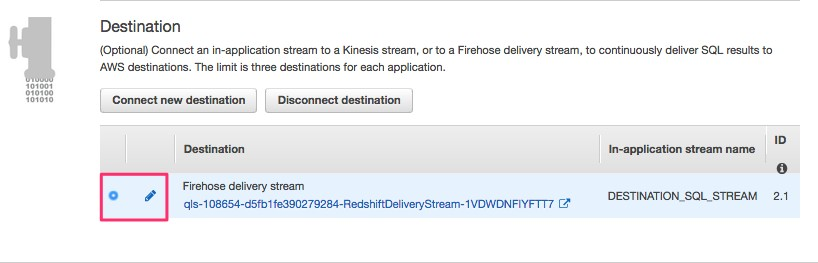 Destination
(Optional) Connect an in-application stream to a Kinesis stream, or to a Firehose delivery stream, to continuously deliver SQL results to
AWS destinations. The limit is three destinations for each application.
010000
101001
010100
101010
Connect new destination Disconnect destination
Destination In-application stream name ID
Firehose delivery stream
qls-108654-d5fb1fe390279284-RedshiftDeliveryStream-1VDWDNFIYFTT7 DESTINATION_SQL_STREAM 2.1